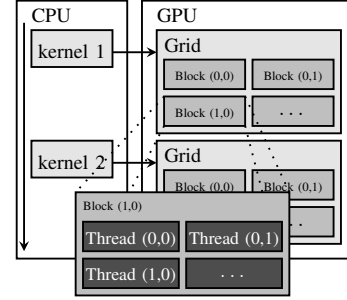 CPU
GPU
kernel 1
Grid
Block (0,0)
Block (0,1)
Block (1,0)
. . .
kernel 2
Grid
Block (0,0)
Block (0,1)
. . .
Block (1,0)
Thread (0,0)
Thread (0,1)
Thread (1,0)
. . .